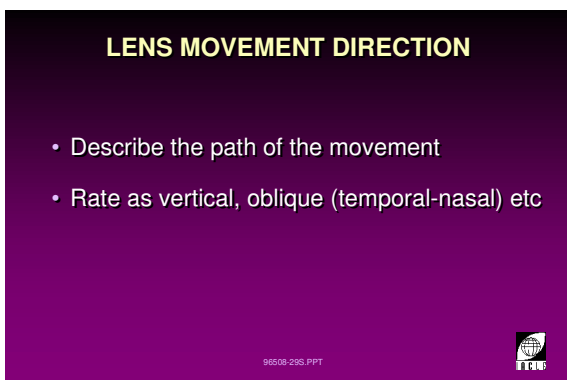 LENS MOVEMENT DIRECTION
• Describe the path of the movement
• Rate as vertical, oblique (temporal-nasal) etc
96508-29S.PPT
IACLE